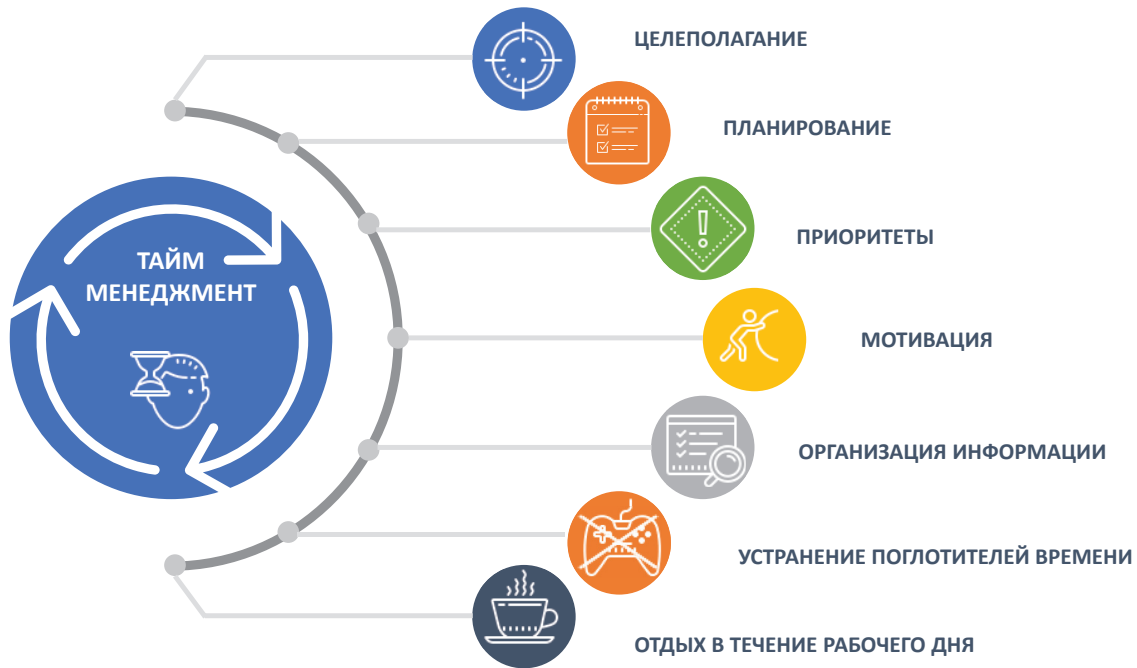 ЦЕЛЕПОЛАГАНИЕ
ПЛАНИРОВАНИЕ
ПРИОРИТЕТЫ
ТАЙМ
МЕНЕДЖМЕНТ
МОТИВАЦИЯ
ОРГАНИЗАЦИЯ ИНФОРМАЦИИ
УСТРАНЕНИЕ ПОГЛОТИТЕЛЕЙ ВРЕМЕНИ
ОТДЫХ В ТЕЧЕНИЕ РАБОЧЕГО ДНЯ